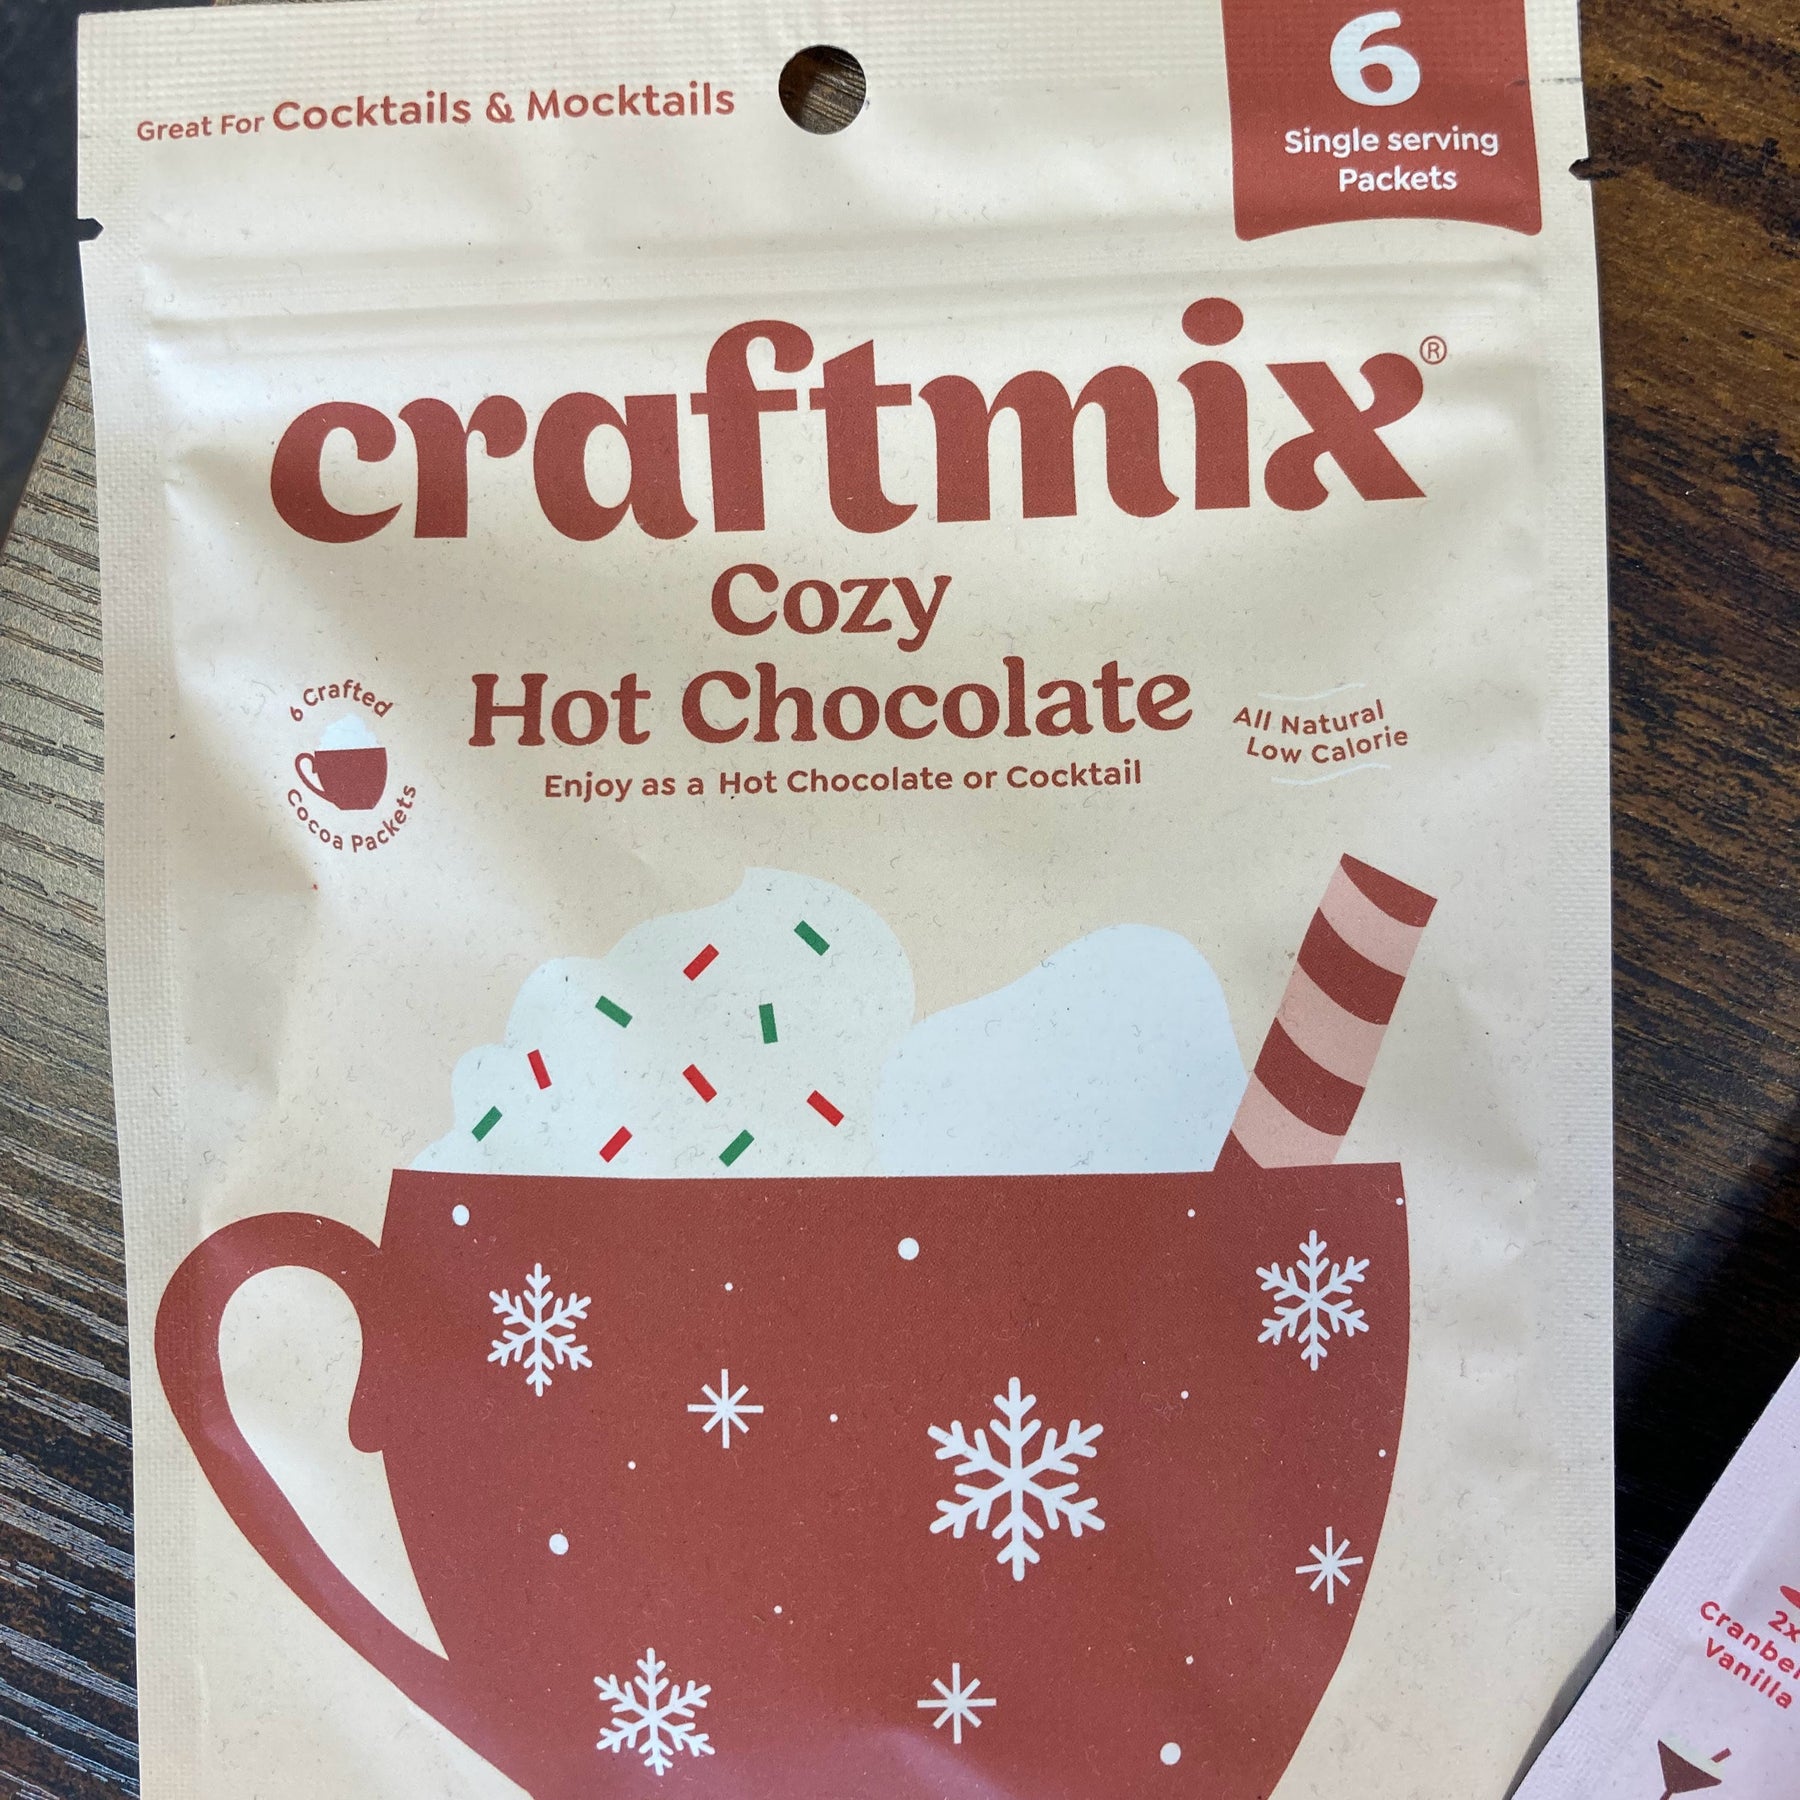 Great For Cocktails & Mocktails
6
Single serving
Packets
craftmix®
Cozy
Hot Chocolate
6 Crafted
Cocoa Packets
All Natural
Low Calorie
Enjoy as a Hot Chocolate or Cocktail
2x
Vanilla